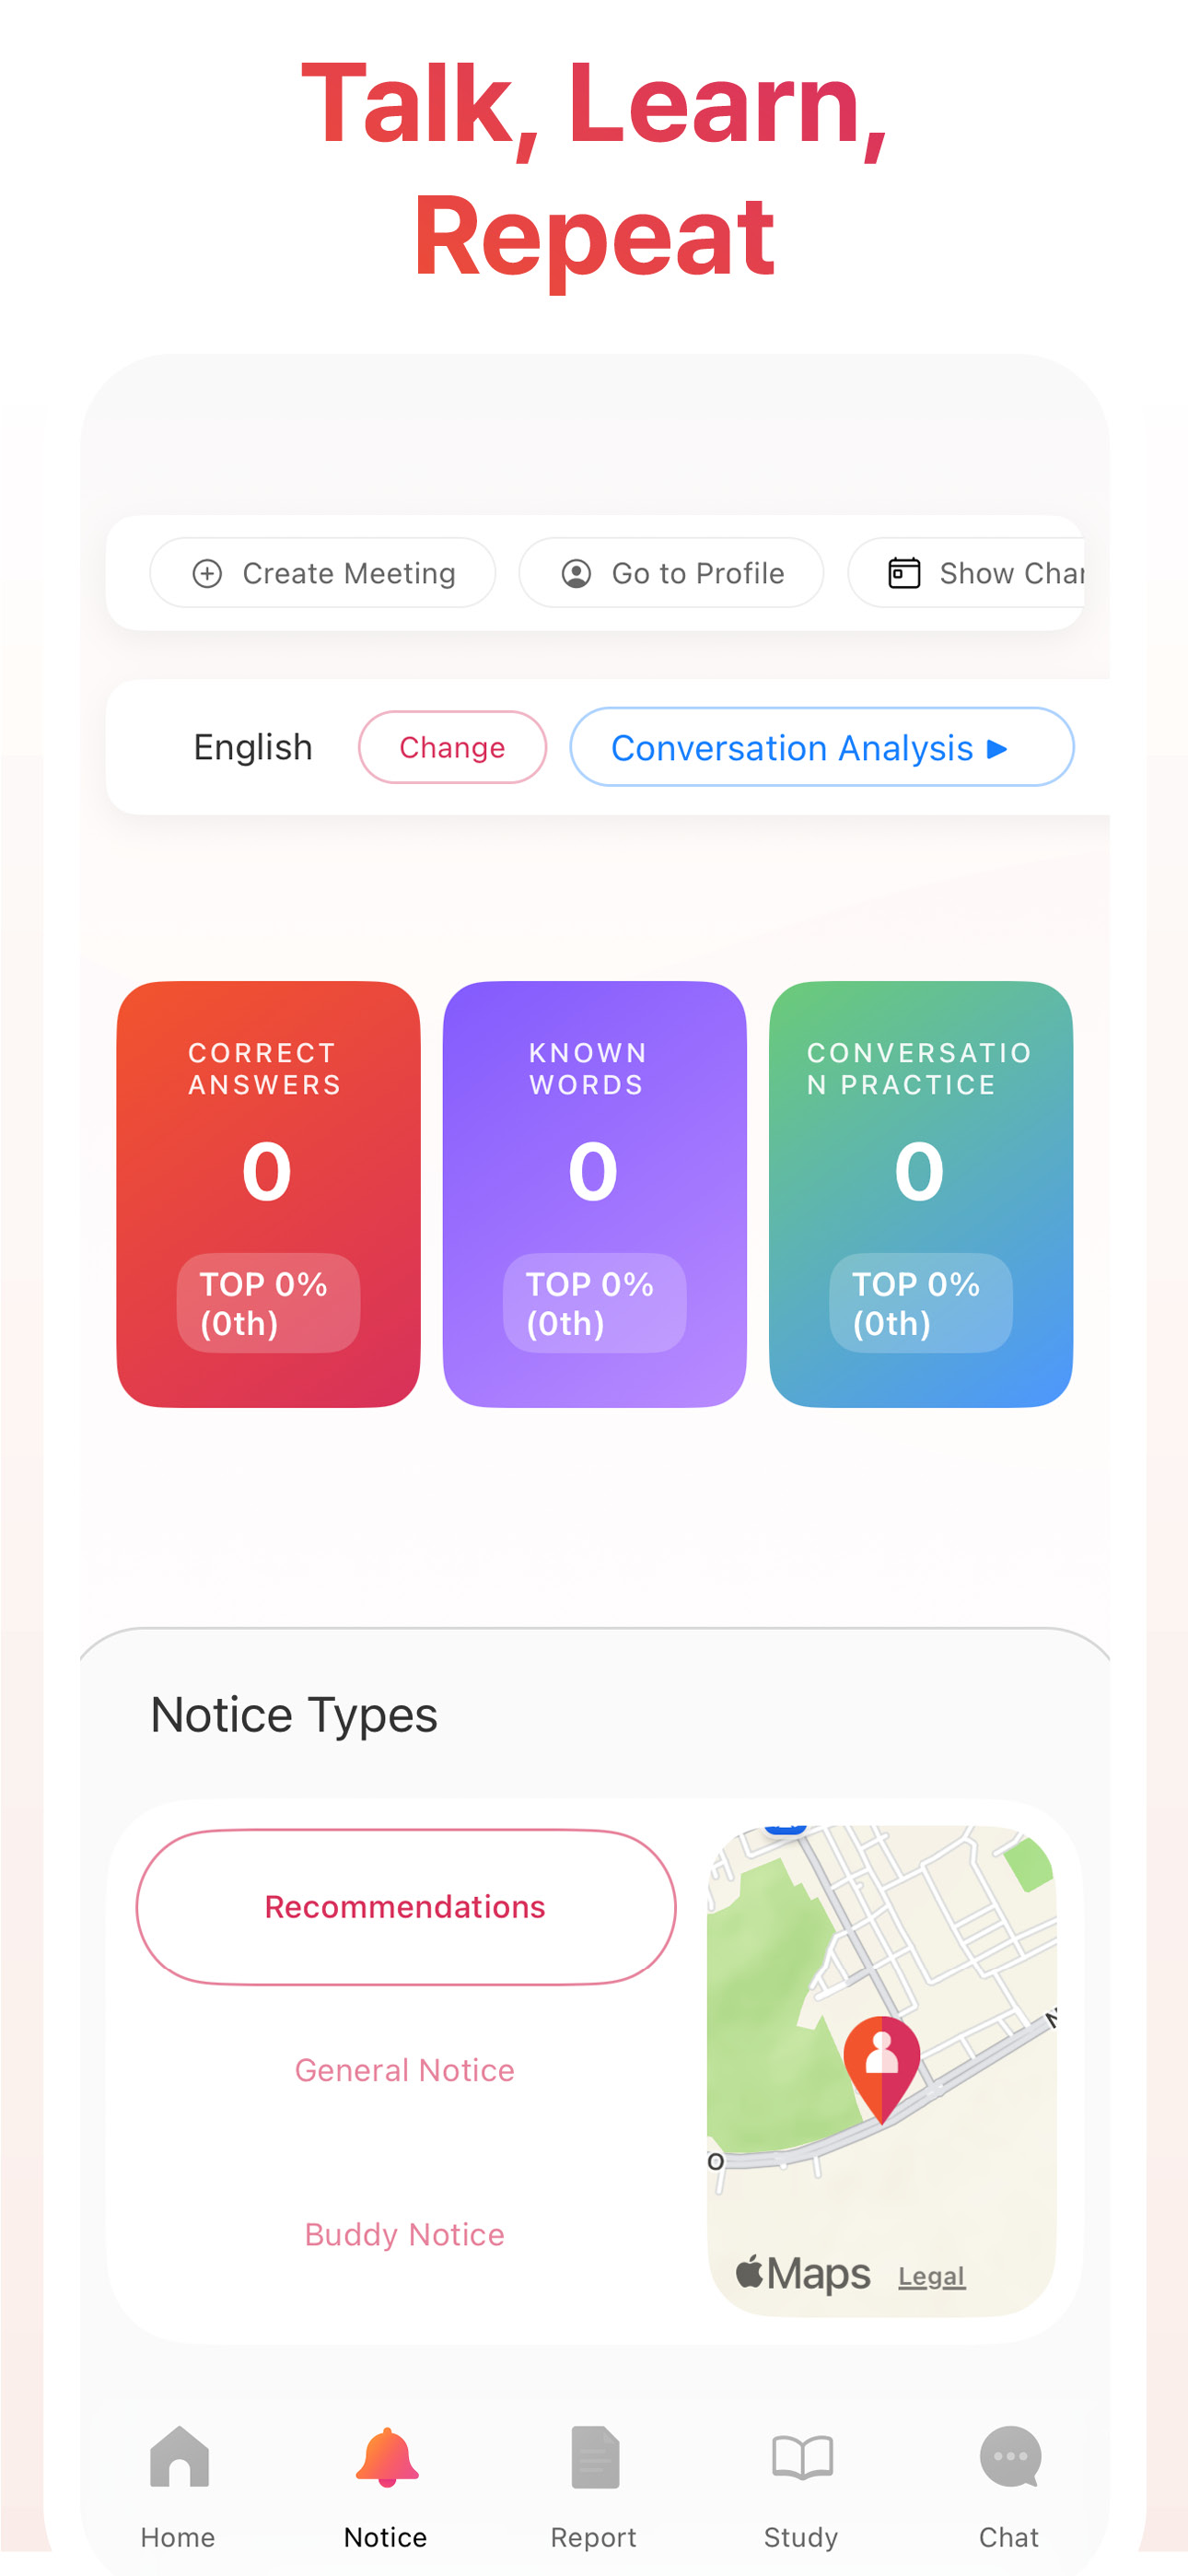 Talk, Learn,
Repeat
Create Meeting
Go to Profile
Show Char
English
Change
Conversation Analysis
CORRECT
ANSWERS
0
TOP 0%
(0th)
KNOWN
WORDS
0
TOP 0%
(0th)
CONVERSATIO
N PRACTICE
0
TOP 0%
(0th)
Notice Types
Recommendations
General Notice
Buddy Notice
N
O
Maps
Legal
Home
Notice
Report
Study
Chat